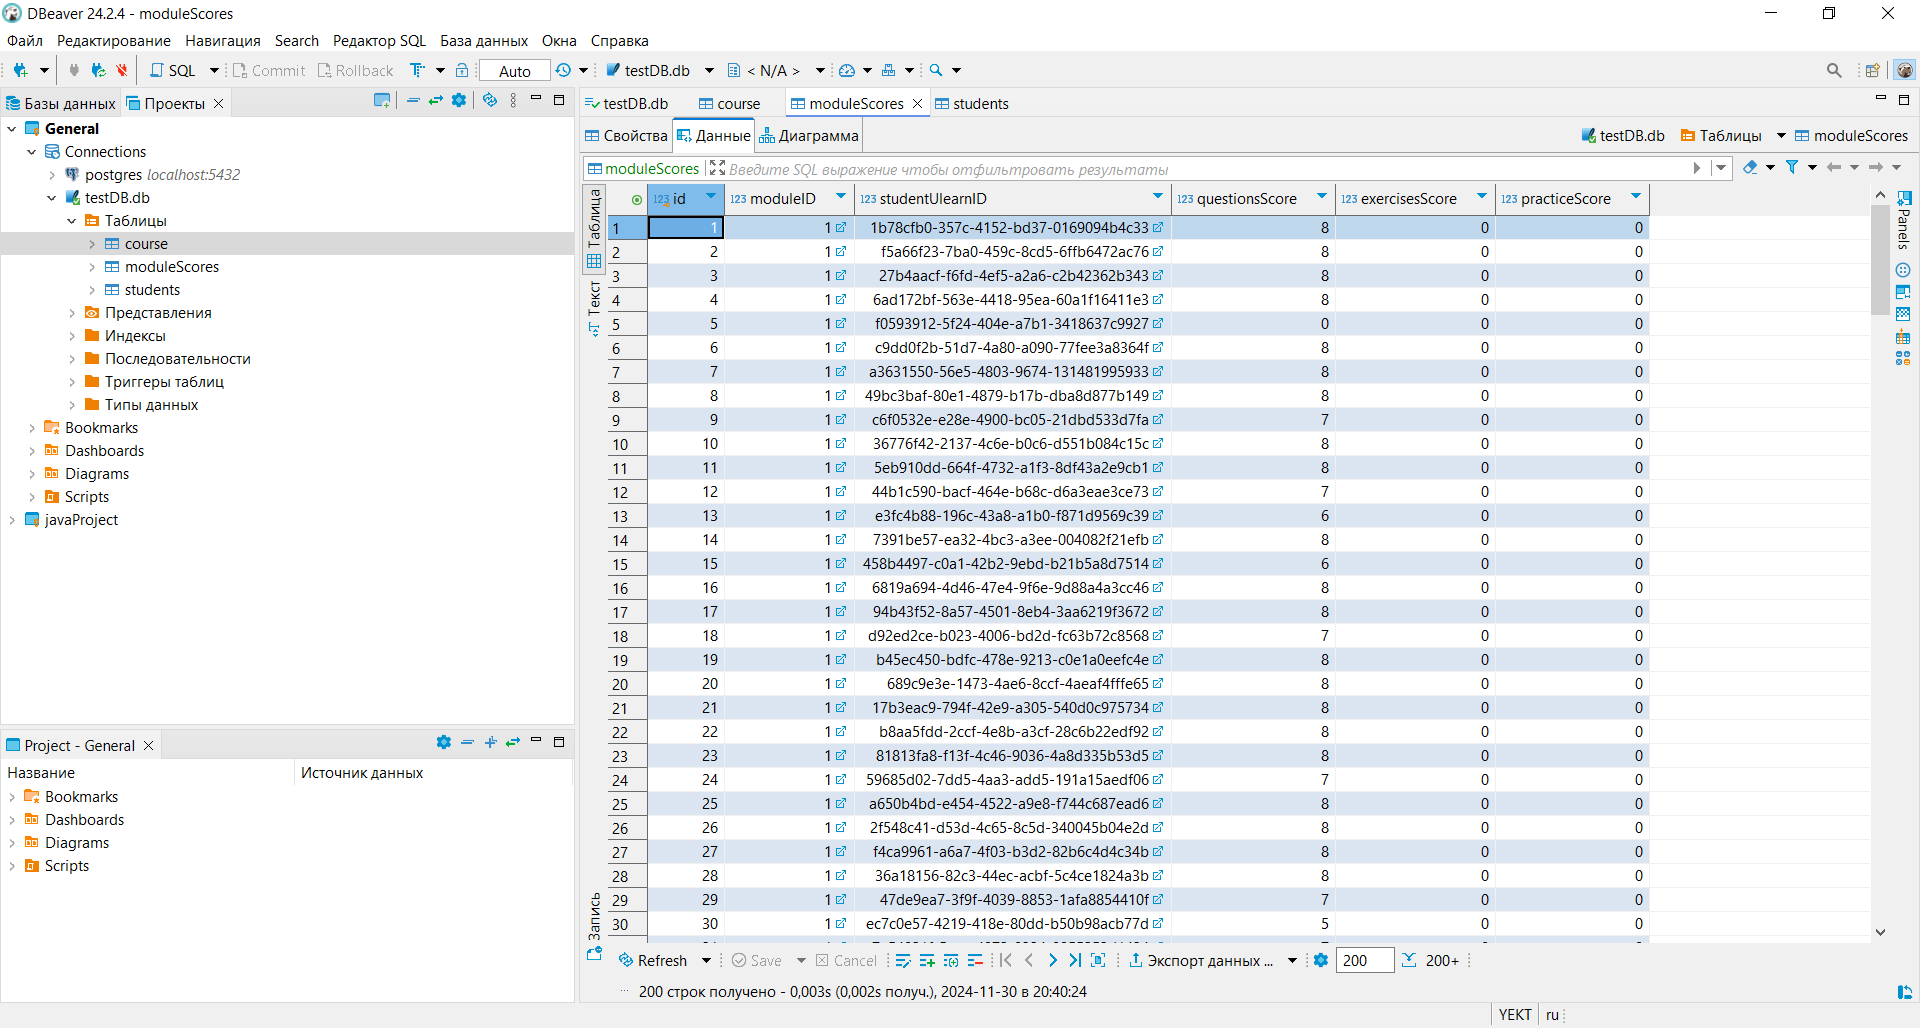 DBeaver 24.2.4 - moduleScores
Файл Редактирование Навигация Search Редактор SQL База данных Окна Справка
SQL Commit Rollback Auto testDB.db < N/A >
Базы данных Проекты
General
Connections
postgres localhost:5432
testDB.db
Таблицы
course
moduleScores
students
Представления
Индексы
Последовательности
Триггеры таблиц
Типы данных
Bookmarks
Dashboards
Diagrams
Scripts
javaProject
Project - General
Название Источник данных
Bookmarks
Dashboards
Diagrams
Scripts
testDB.db course moduleScores students
Свойства Данные Диаграмма testDB.db Таблицы moduleScores
moduleScores Введите SQL выражение чтобы отфильтровать результаты
Таблица
Текст
Запись
Panels
123 id 123 moduleID 123 studentUlearnID 123 questionsScore 123 exercisesScore 123 practiceScore
1 1 1 1b78cfb0-357c-4152-bd37-0169094b4c33 8 0 0
2 2 1 f5a66f23-7ba0-459c-8cd5-6ffb6472ac76 8 0 0
3 3 1 27b4aacf-f6fd-4ef5-a2a6-c2b42362b343 8 0 0
4 4 1 6ad172bf-563e-4418-95ea-60a1f16411e3 8 0 0
5 5 1 f0593912-5f24-404e-a7b1-3418637c9927 0 0 0
6 6 1 c9dd0f2b-51d7-4a80-a090-77fee3a8364f 8 0 0
7 7 1 a3631550-56e5-4803-9674-131481995933 8 0 0
8 8 1 49bc3baf-80e1-4879-b17b-dba8d877b149 8 0 0
9 9 1 c6f0532e-e28e-4900-bc05-21dbd533d7fa 7 0 0
10 10 1 36776f42-2137-4c6e-b0c6-d551b084c15c 8 0 0
11 11 1 5eb910dd-664f-4732-a1f3-8df43a2e9cb1 8 0 0
12 12 1 44b1c590-bacf-464e-b68c-d6a3eae3ce73 7 0 0
13 13 1 e3fc4b88-196c-43a8-a1b0-f871d9569c39 6 0 0
14 14 1 7391be57-ea32-4bc3-a3ee-004082f21efb 8 0 0
15 15 1 458b4497-c0a1-42b2-9ebd-b21b5a8d7514 6 0 0
16 16 1 6819a694-4d46-47e4-9f6e-9d88a4a3cc46 8 0 0
17 17 1 94b43f52-8a57-4501-8eb4-3aa6219f3672 8 0 0
18 18 1 d92ed2ce-b023-4006-bd2d-fc63b72c8568 7 0 0
19 19 1 b45ec450-bdfc-478e-9213-c0e1a0eefc4e 8 0 0
20 20 1 689c9e3e-1473-4ae6-8ccf-4aeaf4fffe65 8 0 0
21 21 1 17b3eac9-794f-42e9-a305-540d0c975734 8 0 0
22 22 1 b8aa5fdd-2ccf-4e8b-a3cf-28c6b22edf92 8 0 0
23 23 1 81813fa8-f13f-4c46-9036-4a8d335b53d5 8 0 0
24 24 1 59685d02-7dd5-4aa3-add5-191a15aedf06 7 0 0
25 25 1 a650b4bd-e454-4522-a9e8-f744c687ead6 8 0 0
26 26 1 2f548c41-d53d-4c65-8c5d-340045b04e2d 8 0 0
27 27 1 f4ca9961-a6a7-4f03-b3d2-82b6c4d4c34b 8 0 0
28 28 1 36a18156-82c3-44ec-acbf-5c4ce1824a3b 8 0 0
29 29 1 47de9ea7-3f9f-4039-8853-1afa8854410f 7 0 0
30 30 1 ec7c0e57-4219-418e-80dd-b50b98acb77d 5 0 0
Refresh Save Cancel Экспорт данных ... 200 200+
200 строк получено - 0,003s (0,002s получ.), 2024-11-30 в 20:40:24
YEKT ru